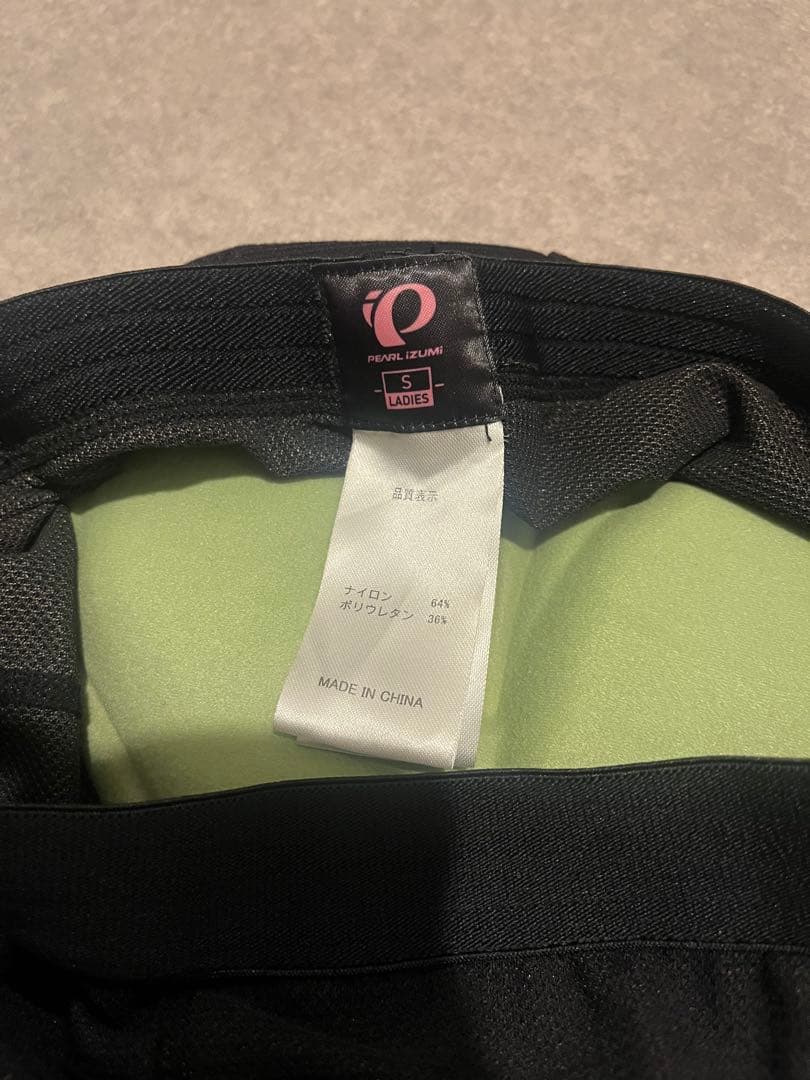 PEARL iZUMi
S
LADIES
品質表示
ナイロン 64%
ポリウレタン 36%
MADE IN CHINA